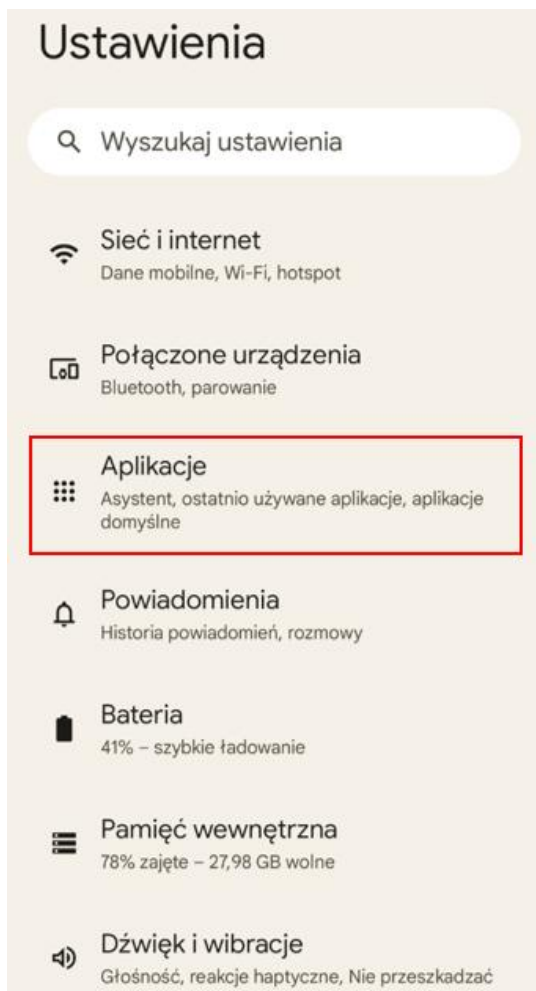 Ustawienia
Wyszukaj ustawienia
Sieć i internet
Dane mobilne, Wi-Fi, hotspot
Połączone urządzenia
Bluetooth, parowanie
Aplikacje
Asystent, ostatnio używane aplikacje, aplikacje
domyślne
Powiadomienia
Historia powiadomień, rozmowy
Bateria
41% – szybkie ładowanie
Pamięć wewnętrzna
78% zajęte – 27,98 GB wolne
Dźwięk i wibracje
Głośność, reakcje haptyczne, Nie przeszkadzać